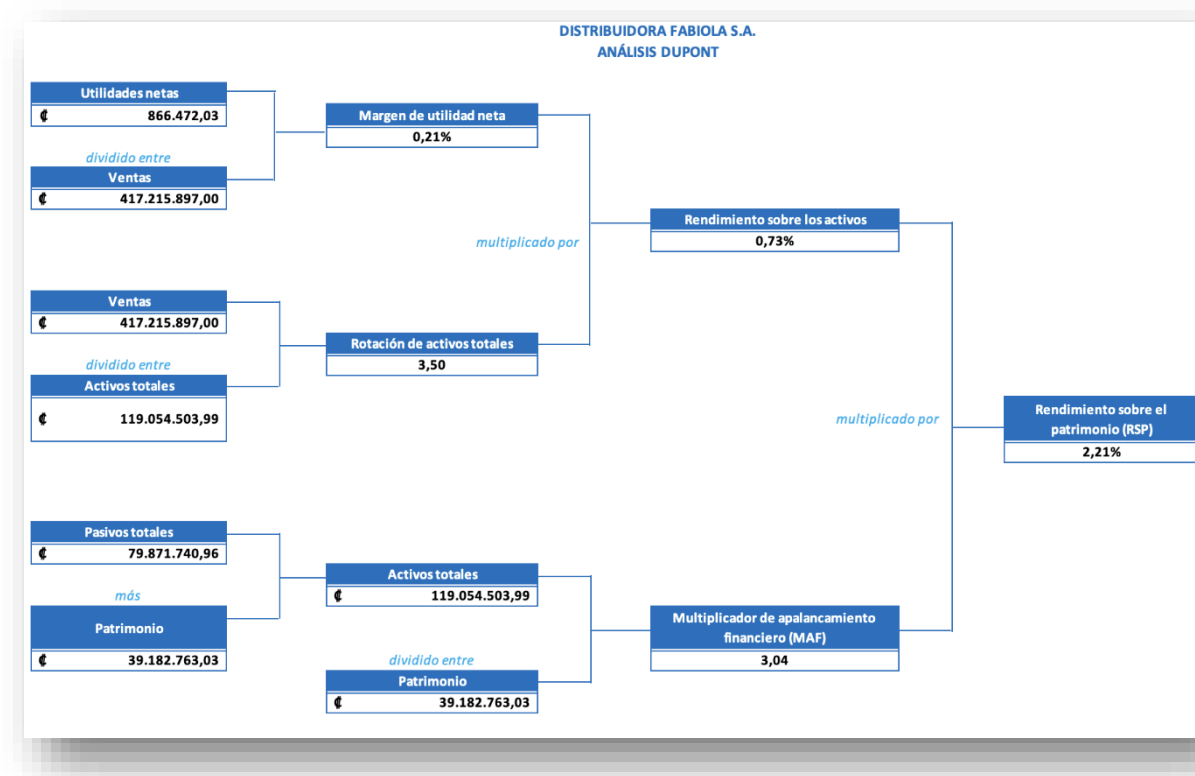 DISTRIBUIDORA FABIOLA S.A.
ANÁLISIS DUPONT
Utilidades netas
₡ 866.472,03
dividido entre
Ventas
₡ 417.215.897,00
Margen de utilidad neta
0,21%
multiplicado por
Ventas
₡ 417.215.897,00
dividido entre
Activos totales
₡ 119.054.503,99
Rotación de activos totales
3,50
Rendimiento sobre los activos
0,73%
multiplicado por
Rendimiento sobre el
patrimonio (RSP)
2,21%
Pasivos totales
₡ 79.871.740,96
más
Patrimonio
₡ 39.182.763,03
Activos totales
₡ 119.054.503,99
dividido entre
Patrimonio
₡ 39.182.763,03
Multiplicador de apalancamiento
financiero (MAF)
3,04